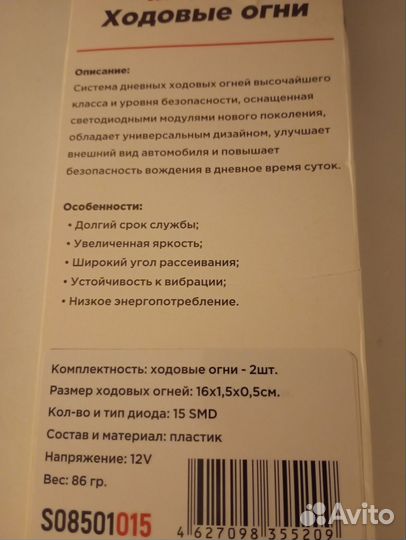 Ходовые огни
Описание:
Система дневных ходовых огней высочайшего
класса и уровня безопасности, оснащенная
светодиодными модулями нового поколения,
обладает универсальным дизайном, улучшает
внешний вид автомобиля и повышает
безопасность вождения в дневное время суток.
Особенности:
• Долгий срок службы;
• Увеличенная яркость;
• Широкий угол рассеивания;
• Устойчивость к вибрации;
• Низкое энергопотребление.
Комплектность: ходовые огни - 2шт.
Размер ходовых огней: 16х1,5х0,5см.
Кол-во и тип диода: 15 SMD
Состав и материал: пластик
Напряжение: 12V
Вес: 86 гр.
S08501015
4 627098 355209
Avito